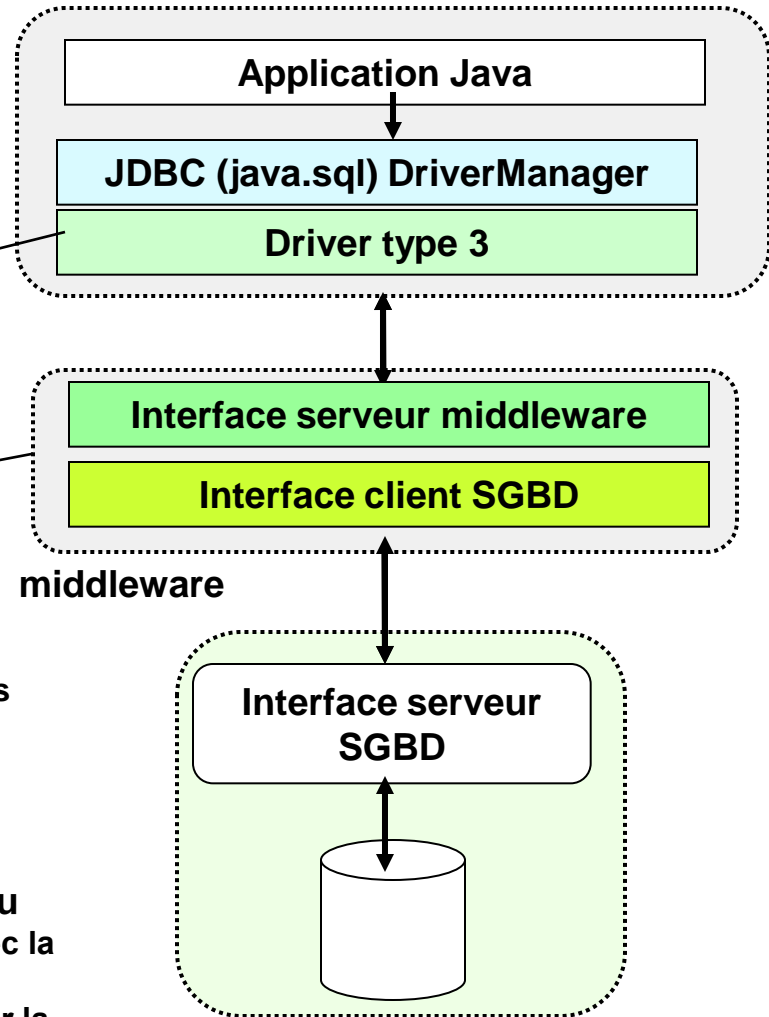 Application Java
JDBC (java.sql) DriverManager
Driver type 3
Interface serveur middleware
Interface client SGBD
middleware
Interface serveur
SGBD
la